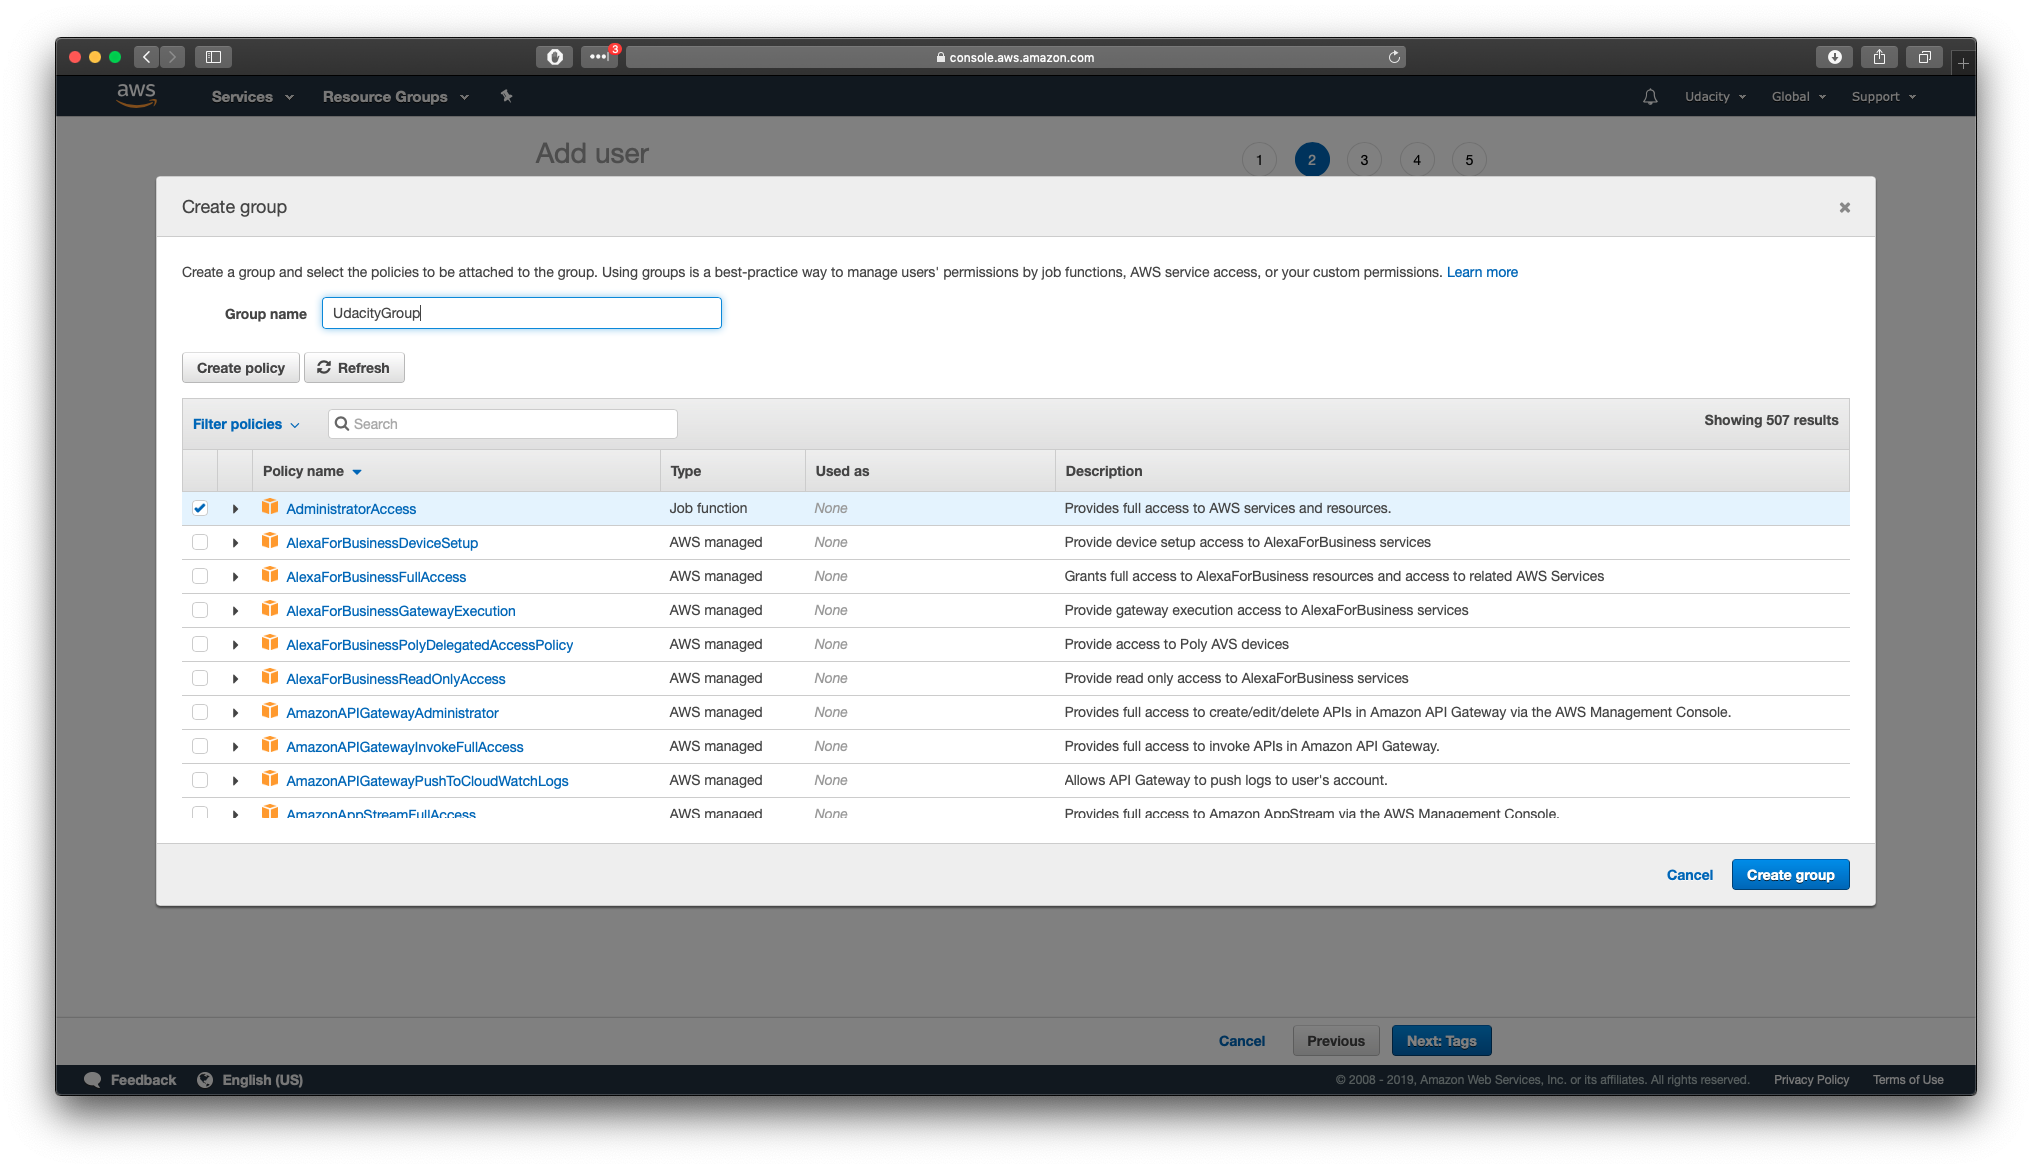 3
console.aws.amazon.com
aws Services Resource Groups Udacity Global Support
Add user 1 2 3 4 5
Create group
Create a group and select the policies to be attached to the group. Using groups is a best-practice way to manage users' permissions by job functions, AWS service access, or your custom permissions. Learn more
Group name UdacityGroup
Create policy Refresh
Filter policies Search Showing 507 results
Policy name Type Used as Description
AdministratorAccess Job function None Provides full access to AWS services and resources.
AlexaForBusinessDeviceSetup AWS managed None Provide device setup access to AlexaForBusiness services
AlexaForBusinessFullAccess AWS managed None Grants full access to AlexaForBusiness resources and access to related AWS Services
AlexaForBusinessGatewayExecution AWS managed None Provide gateway execution access to AlexaForBusiness services
AlexaForBusinessPolyDelegatedAccessPolicy AWS managed None Provide access to Poly AVS devices
AlexaForBusinessReadOnlyAccess AWS managed None Provide read only access to AlexaForBusiness services
AmazonAPIGatewayAdministrator AWS managed None Provides full access to create/edit/delete APIs in Amazon API Gateway via the AWS Management Console.
AmazonAPIGatewayInvokeFullAccess AWS managed None Provides full access to invoke APIs in Amazon API Gateway.
AmazonAPIGatewayPushToCloudWatchLogs AWS managed None Allows API Gateway to push logs to user's account.
AmazonAppStreamFullAccess AWS managed None Provides full access to Amazon AppStream via the AWS Management Console.
Cancel Create group
Cancel Previous Next: Tags
Feedback English (US) © 2008 - 2019, Amazon Web Services, Inc. or its affiliates. All rights reserved. Privacy Policy Terms of Use